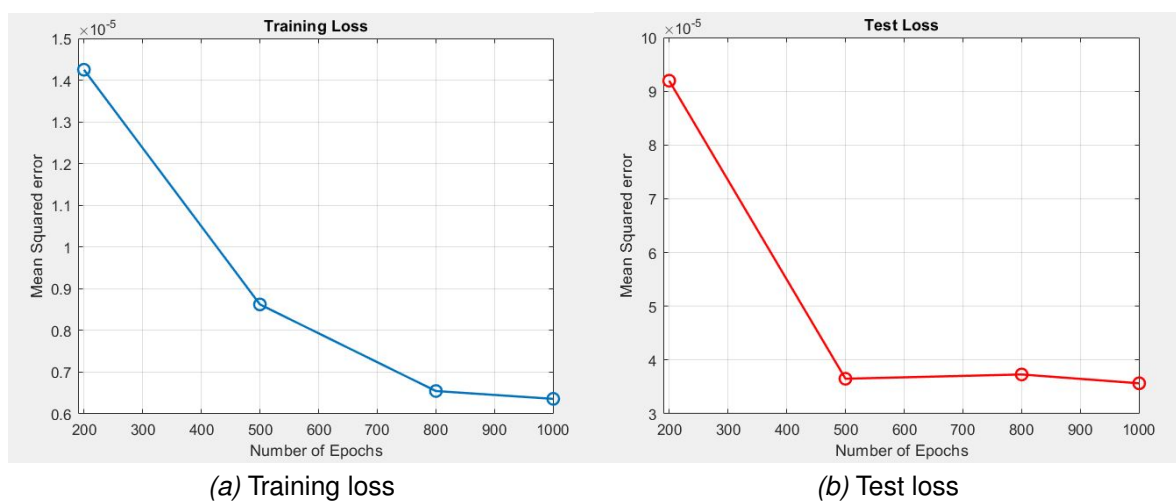 Training Loss
×10-5
1.5
1.4
1.3
1.2
1.1
1
0.9
0.8
0.7
0.6
Mean Squared error
200 300 400 500 600 700 800 900 1000
Number of Epochs
(a) Training loss
Test Loss
×10-5
10
9
8
7
6
5
4
3
Mean Squared error
200 300 400 500 600 700 800 900 1000
Number of Epochs
(b) Test loss